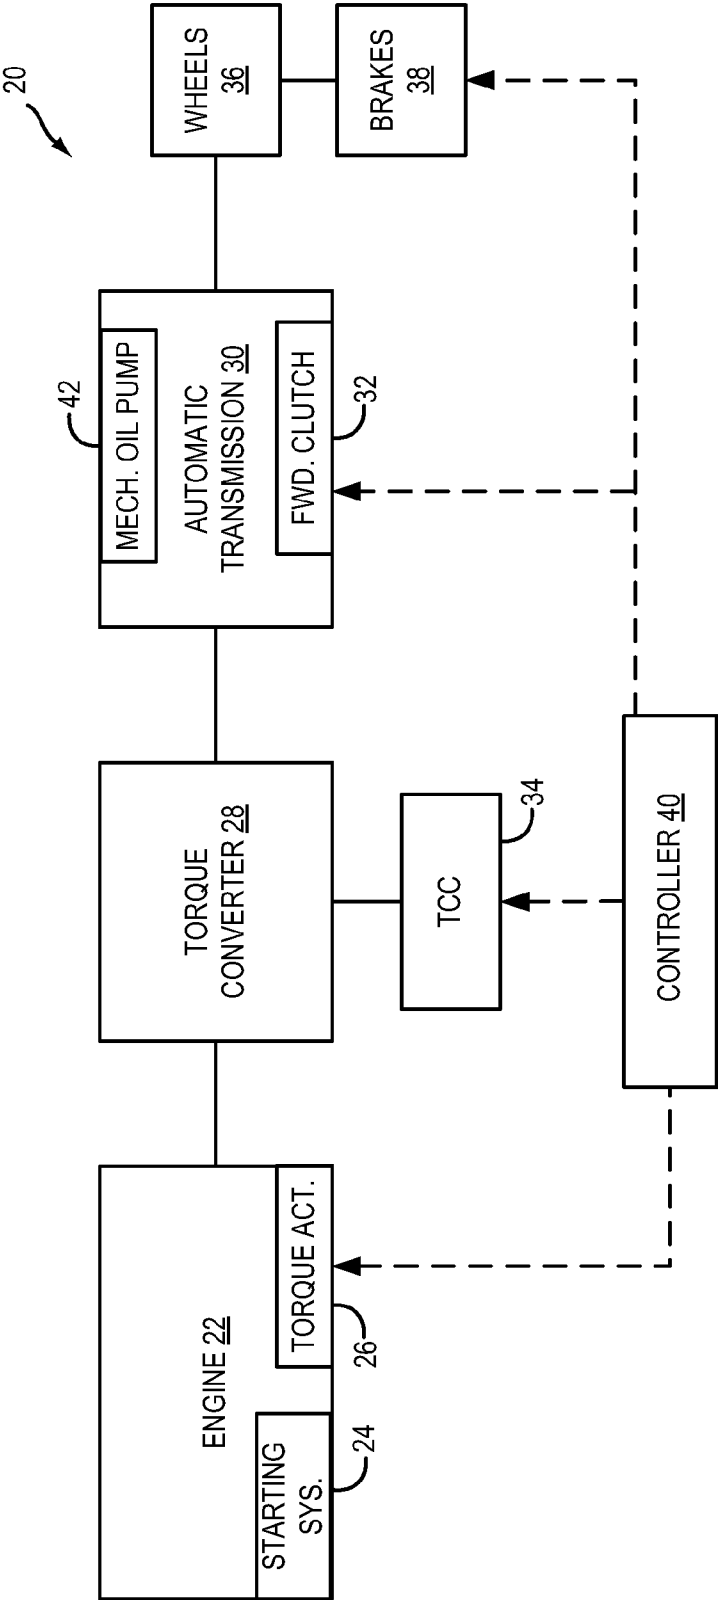 20
ENGINE 22
STARTING
SYS.
24
TORQUE ACT.
26
TORQUE
CONVERTER 28
TCC
34
MECH. OIL PUMP
42
AUTOMATIC
TRANSMISSION 30
FWD. CLUTCH
32
WHEELS
36
BRAKES
38
CONTROLLER 40